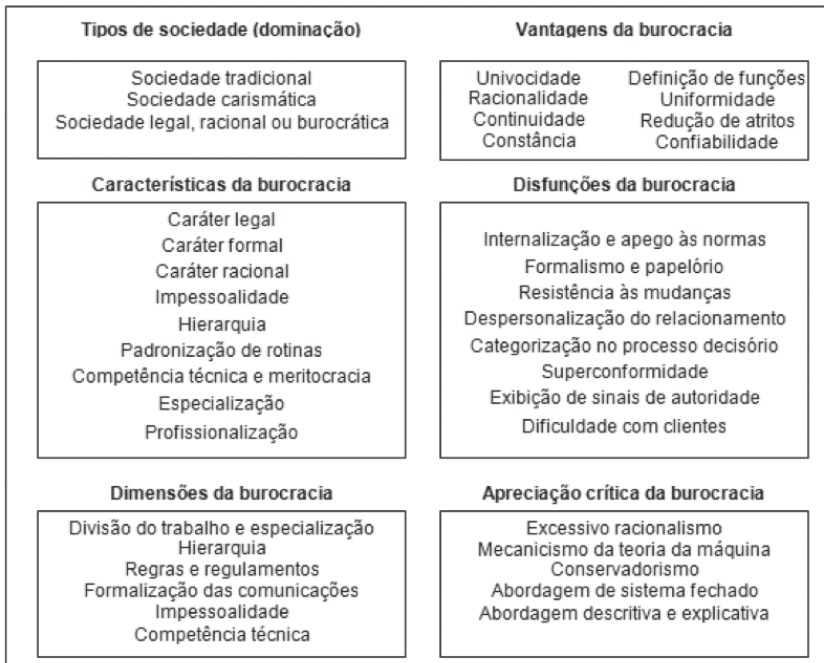 Tipos de sociedade (dominação)
Sociedade tradicional
Sociedade carismática
Sociedade legal, racional ou burocrática
Vantagens da burocracia
Univocidade Definição de funções
Racionalidade Uniformidade
Continuidade Redução de atritos
Constância Confiabilidade
Características da burocracia
Caráter legal
Caráter formal
Caráter racional
Impessoalidade
Hierarquia
Padronização de rotinas
Competência técnica e meritocracia
Especialização
Profissionalização
Disfunções da burocracia
Internalização e apego às normas
Formalismo e papelório
Resistência às mudanças
Despersonalização do relacionamento
Categorização no processo decisório
Superconformidade
Exibição de sinais de autoridade
Dificuldade com clientes
Dimensões da burocracia
Divisão do trabalho e especialização
Hierarquia
Regras e regulamentos
Formalização das comunicações
Impessoalidade
Competência técnica
Apreciação crítica da burocracia
Excessivo racionalismo
Mecanicismo da teoria da máquina
Conservadorismo
Abordagem de sistema fechado
Abordagem descritiva e explicativa